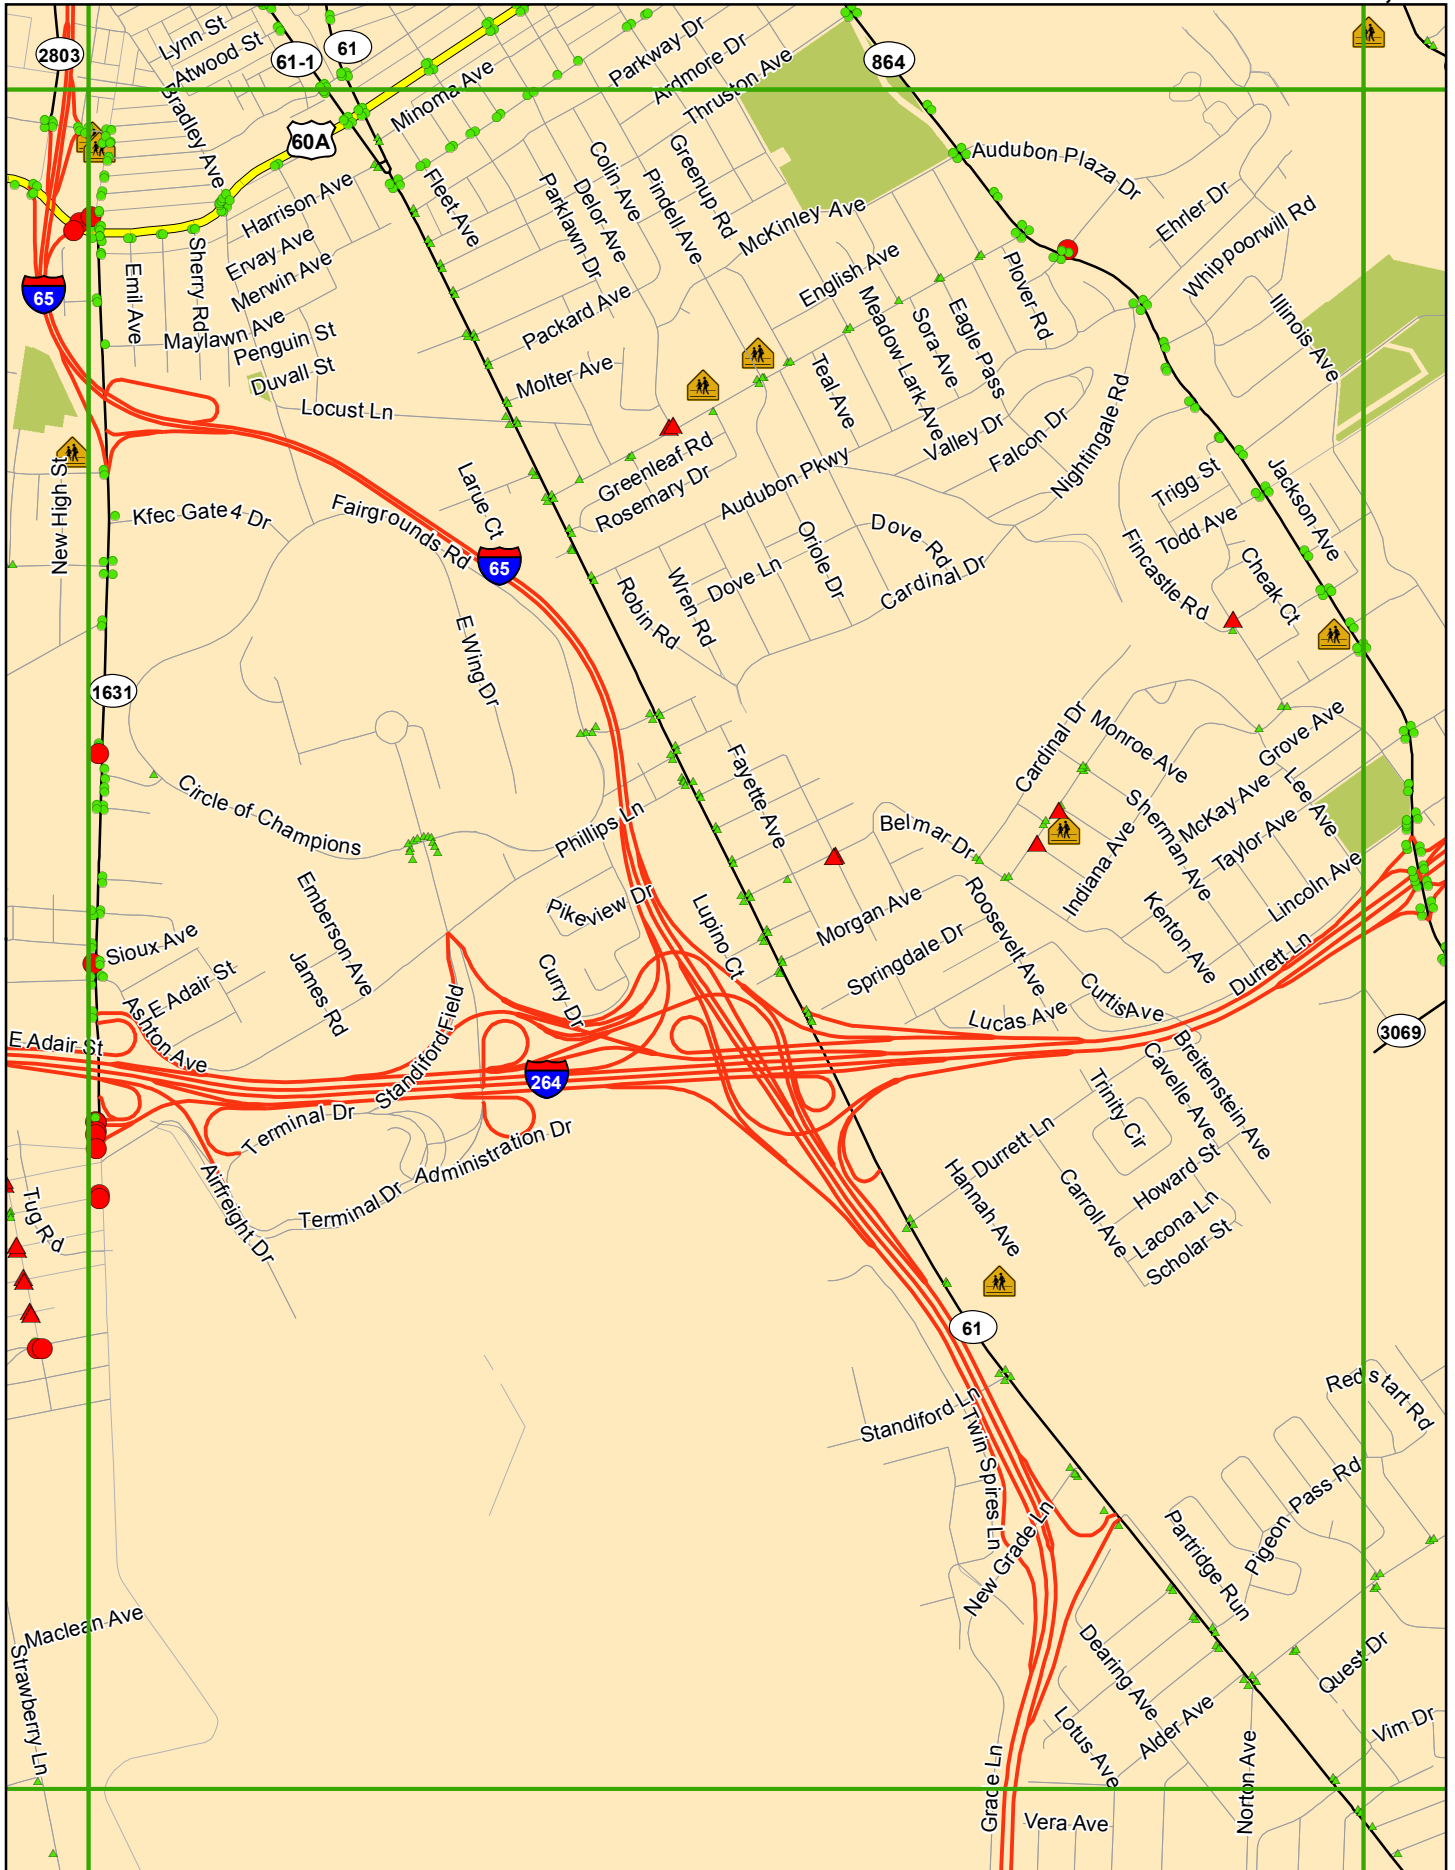 Lynn St
Atwood St
2803
61-1
61
864
Parkway Dr
Ardmore Dr
Thruston Ave
Minoma Ave
Bradley Ave
60A
Audubon Plaza Dr
Harrison Ave
Fleet Ave
Colin Ave
Greenup Rd
Pindell Ave
Delor Ave
Parklawn Dr
McKinley Ave
Ehrler Dr
Whippoorwill Rd
Ervay Ave
Merwin Ave
Sherry Rd
Emil Ave
65
English Ave
Plover Rd
Packard Ave
Maylawn Ave
Penguin St
Duvall St
Meadow Lark Ave
Sora Ave
Eagle Pass
Illinois Ave
Molter Ave
Teal Ave
Locust Ln
Valley Dr
Falcon Dr
Nightingale Rd
Greenleaf Rd
Rosemary Dr
Audubon Pkwy
New High St
Larue Ct
Kfec Gate 4 Dr
Fairgrounds Rd
65
Trigg St
Jackson Ave
Todd Ave
Oriole Dr
Dove Rd
Fincastle Rd
Cheak Ct
Dove Ln
Cardinal Dr
Wren Rd
Robin Rd
E Wing Dr
1631
Cardinal Dr
Monroe Ave
Grove Ave
Fayette Ave
Circle of Champions
Phillips Ln
Belmar Dr
Sherman Ave
McKay Ave
Lee Ave
Taylor Ave
Indiana Ave
Lincoln Ave
Emberson Ave
Pikeview Dr
Lupino Ct
Morgan Ave
Roosevelt Ave
Kenton Ave
Durrett Ln
Sioux Ave
Springdale Dr
James Rd
E Adair St
Curry Dr
Curtis Ave
Lucas Ave
Ashton Ave
Standiford Field
E Adair St
3069
264
Breitenstein Ave
Cavelle Ave
Trinity Cir
Terminal Dr
Administration Dr
Durrett Ln
Hannah Ave
Howard St
Carroll Ave
Lacona Ln
Scholar St
Airfreight Dr
Terminal Dr
Tug Rd
61
Redstart Rd
Standiford Ln
Twin Spires Ln
Pigeon Pass Rd
New Grade Ln
Partridge Run
Maclean Ave
Strawberry Ln
Dearing Ave
Quest Dr
Lotus Ave
Alder Ave
Vim Dr
Grade Ln
Norton Ave
Vera Ave